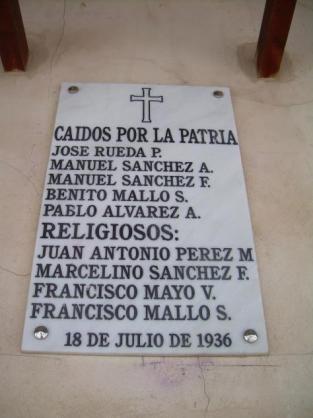 CAIDOS POR LA PATRIA
JOSE RUEDA P.
MANUEL SANCHEZ A.
MANUEL SANCHEZ F.
BENITO MALLO S.
PABLO ALVAREZ A.
RELIGIOSOS:
JUAN ANTONIO PEREZ M
MARCELINO SANCHEZ F.
FRANCISCO MAYO V.
FRANCISCO MALLO S.
18 DE JULIO DE 1936